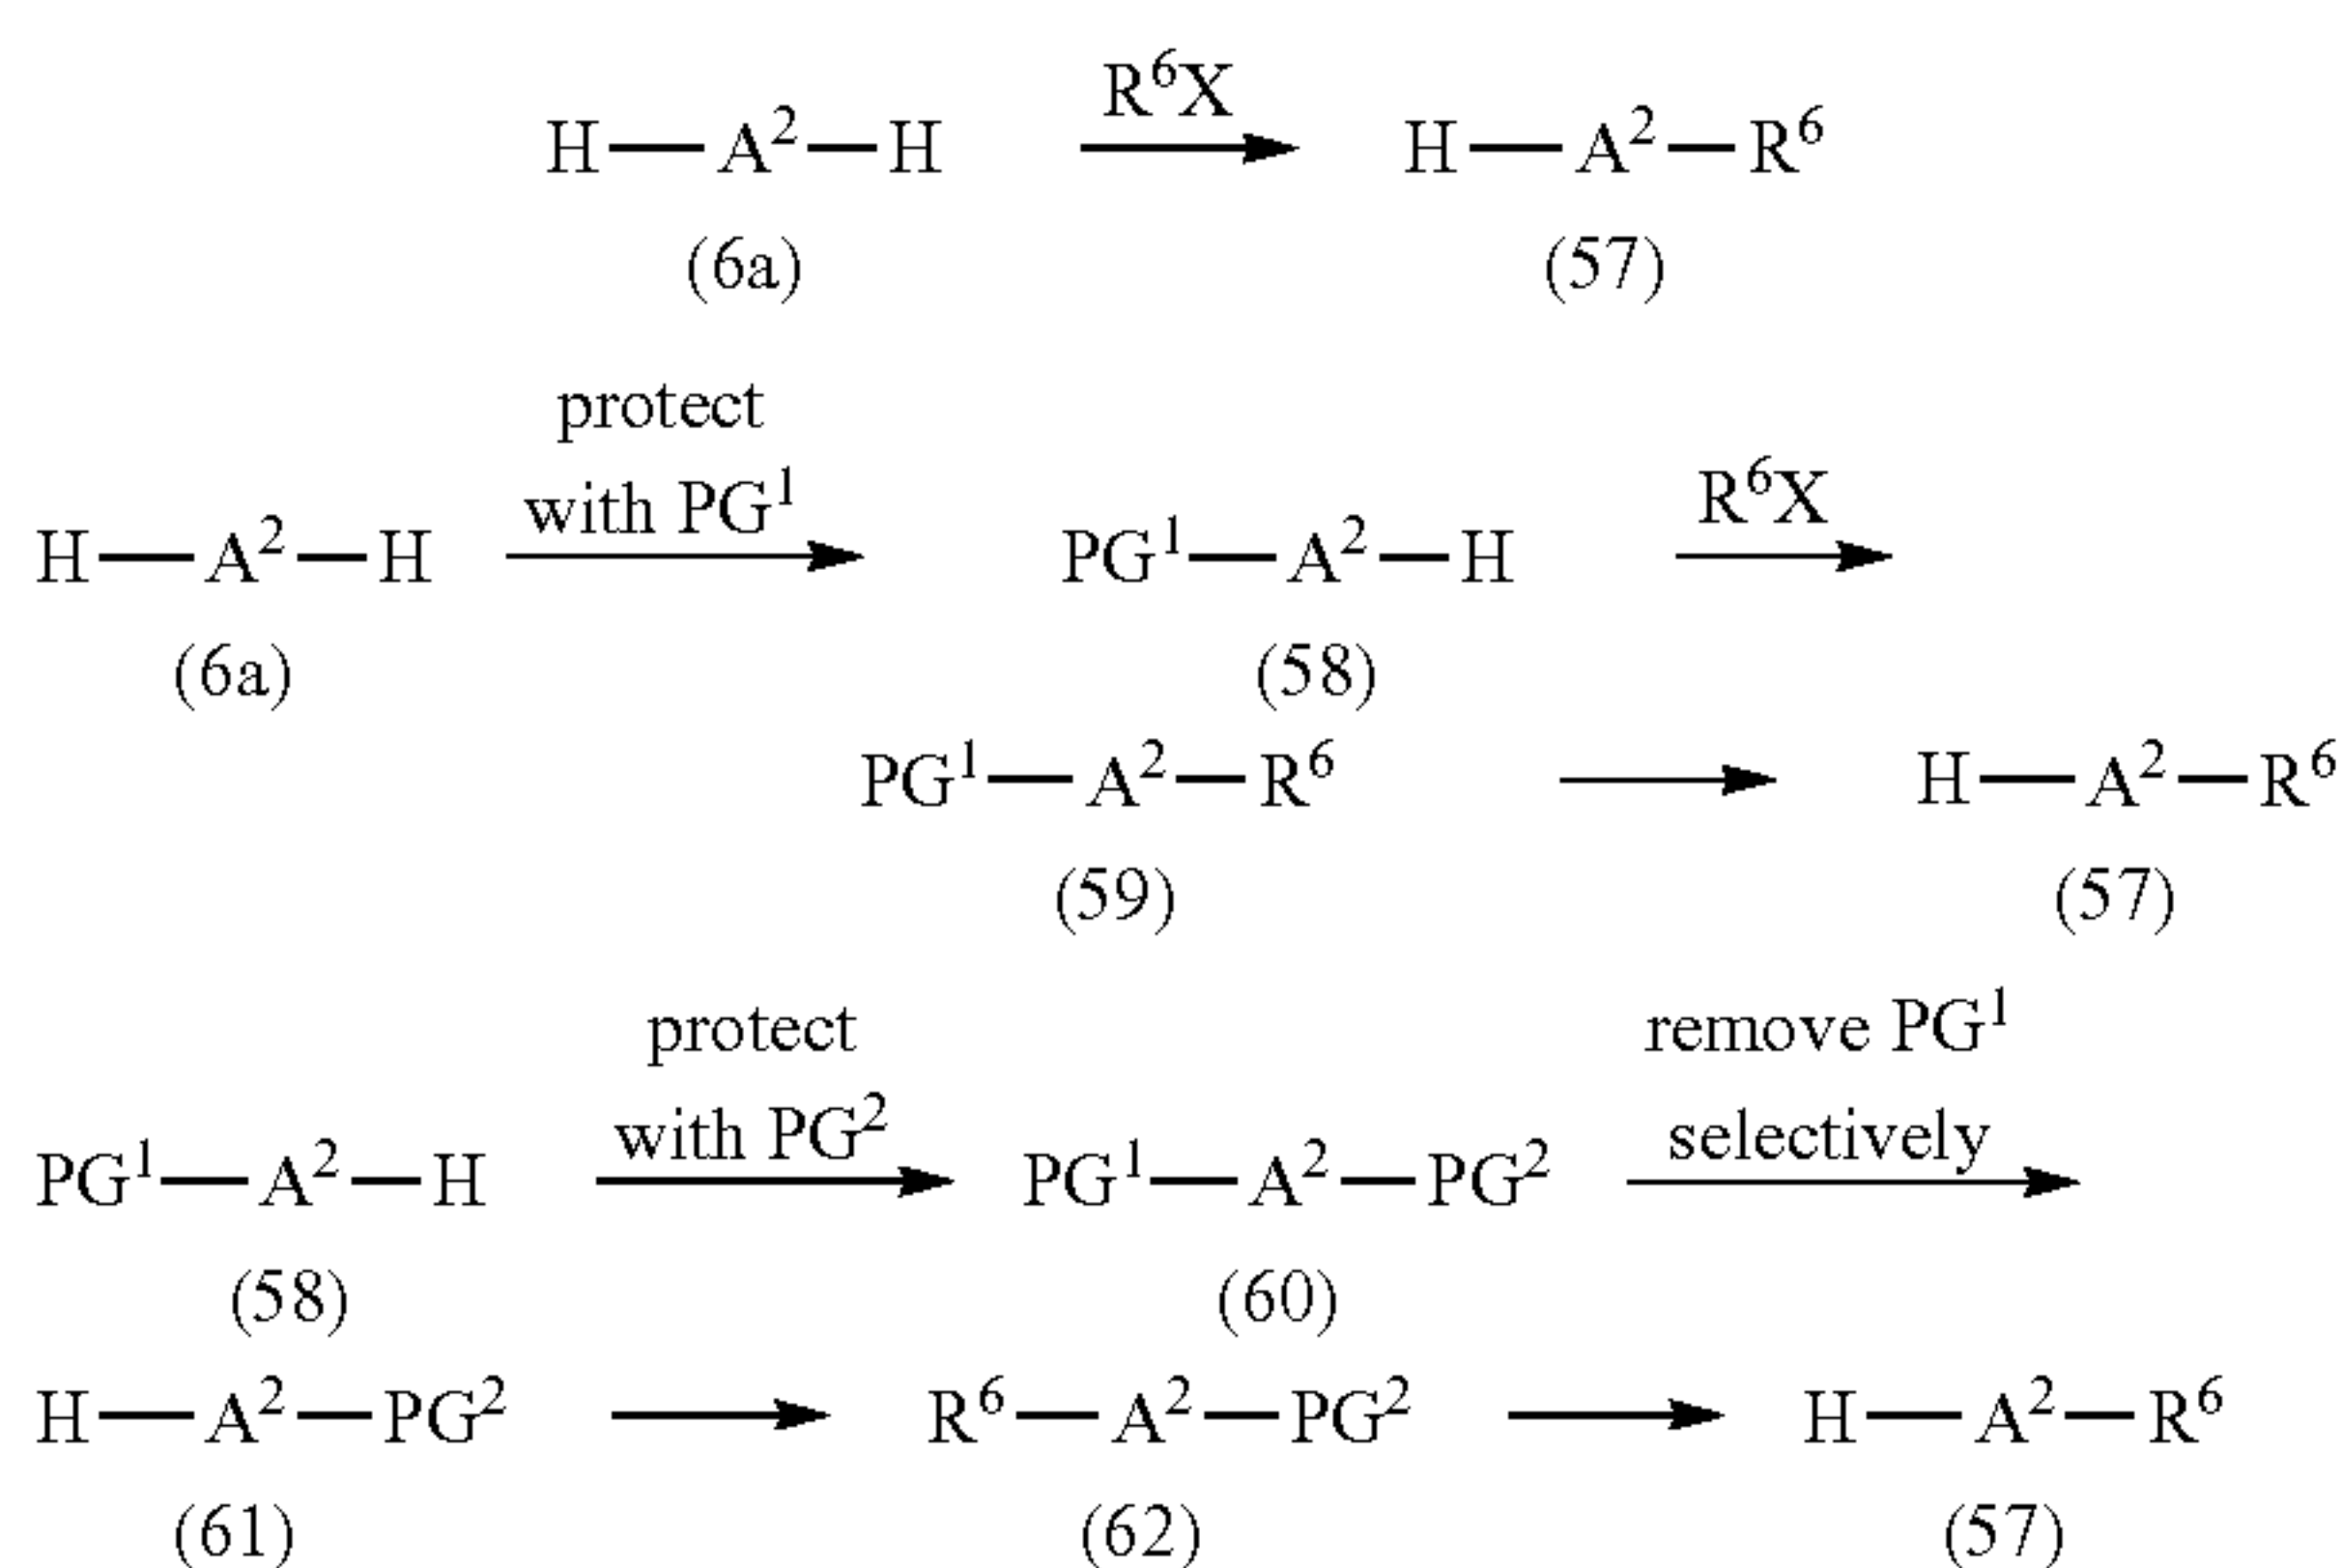 R⁶X
H—A²—H → H—A²—R⁶
(6a) (57)
protect
with PG¹ R⁶X
H—A²—H → PG¹—A²—H →
(6a) (58)
PG¹—A²—R⁶ → H—A²—R⁶
(59) (57)
protect remove PG¹
with PG² selectively
PG¹—A²—H → PG¹—A²—PG² →
(58) (60)
H—A²—PG² → R⁶—A²—PG² → H—A²—R⁶
(61) (62) (57)